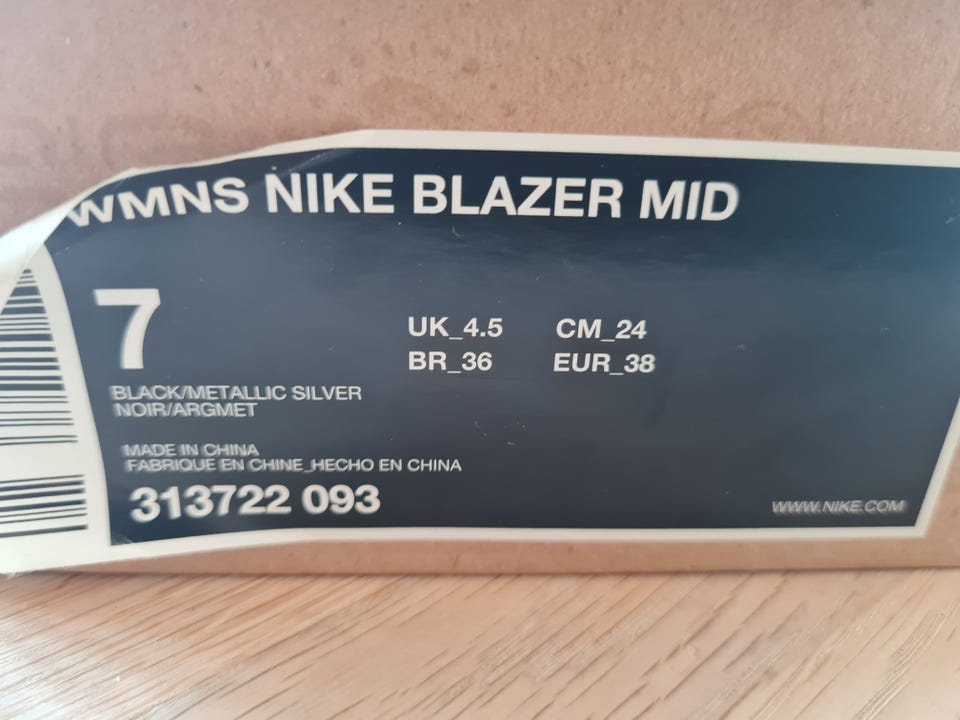 WMNS NIKE BLAZER MID
7
UK_4.5 CM_24
BR_36 EUR_38
BLACK/METALLIC SILVER
NOIR/ARGMET
MADE IN CHINA
FABRIQUE EN CHINE_HECHO EN CHINA
313722 093
WWW.NIKE.COM